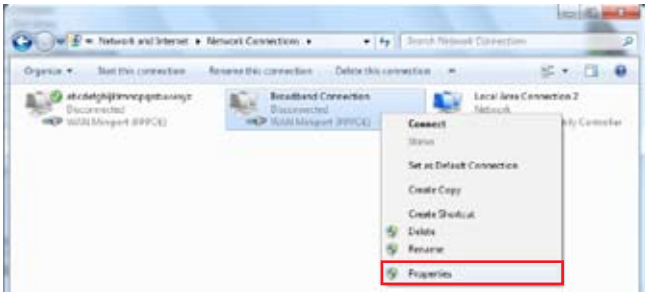 Network and Internet ▸ Network Connections ▸
Search Network Connections
Organize ▾ Start this connection Rename this connection Delete this connection »
Disconnected
WAN Miniport (PPPOE)
Broadband Connection
Disconnected
WAN Miniport (PPPOE)
Local Area Connection 2
Network
Controller
Connect
Status
Set as Default Connection
Create Copy
Create Shortcut
Delete
Rename
Properties